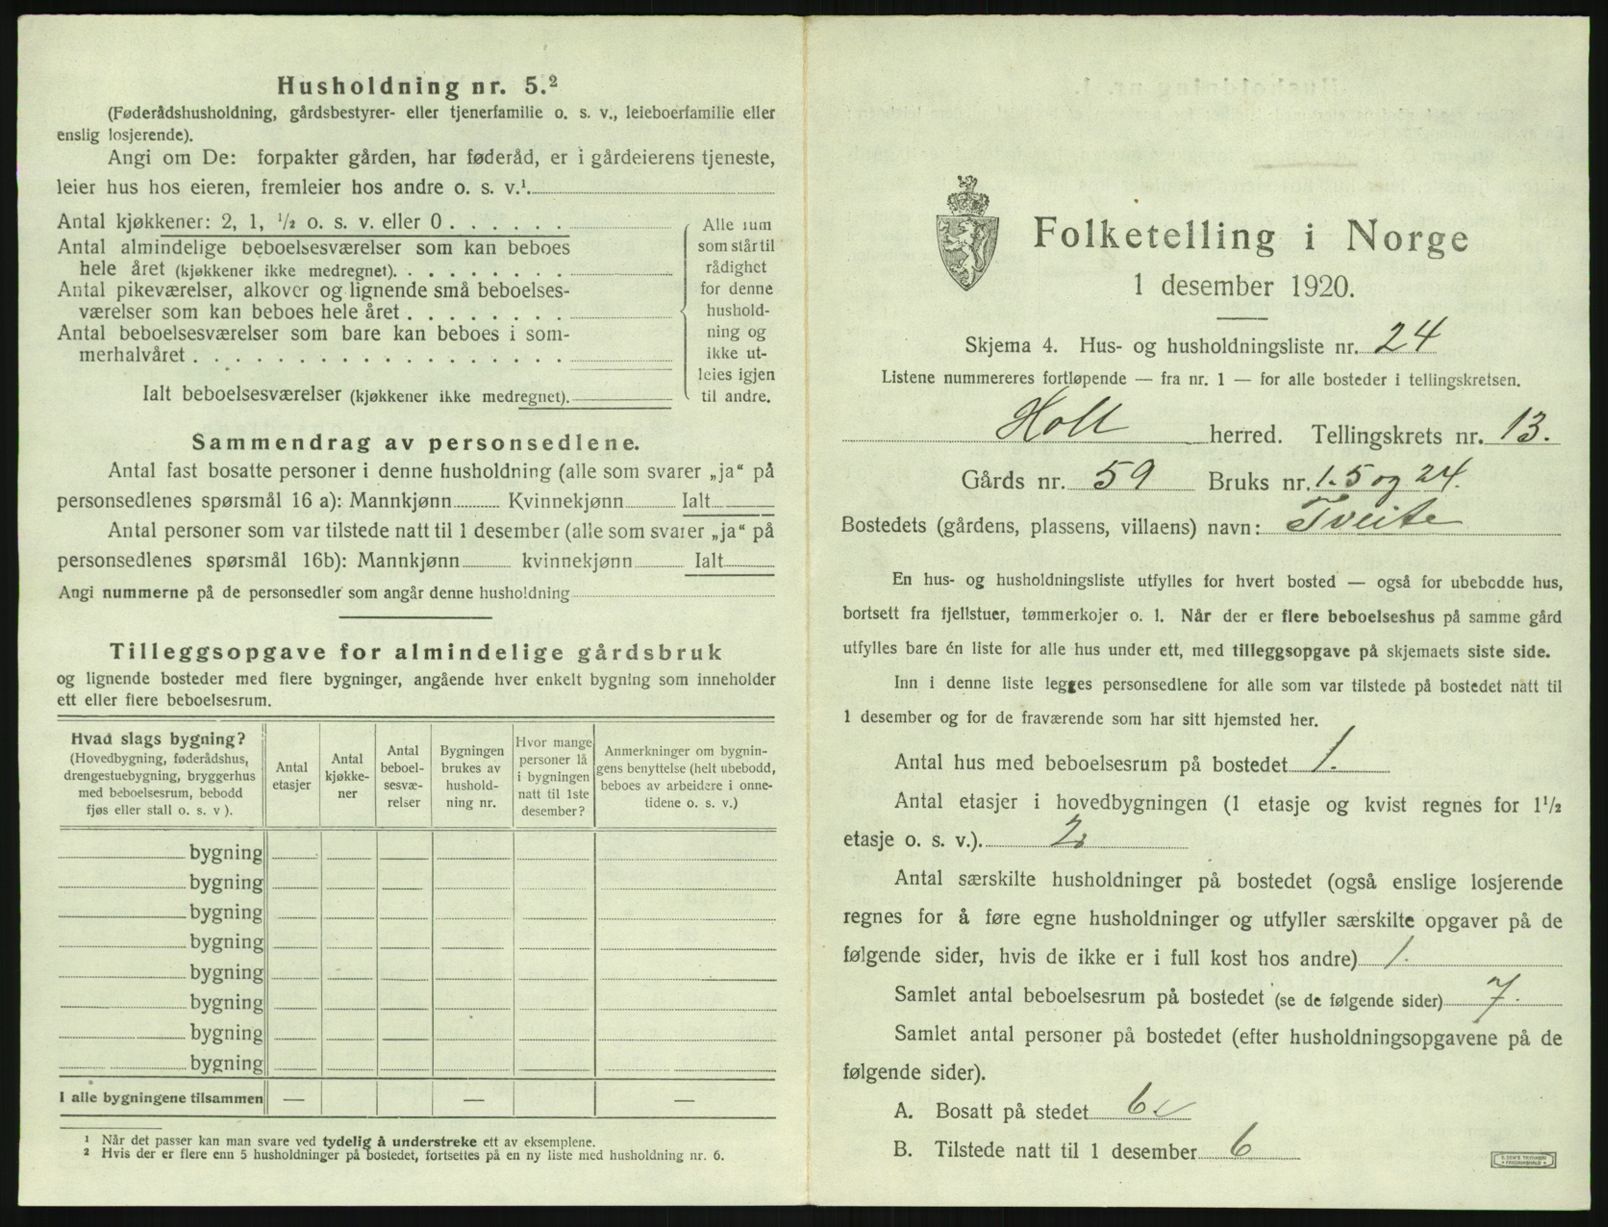 Husholdning nr. 5.²
(Føderådshusholdning, gårdsbestyrer- eller tjenerfamilie o. s. v., leieboerfamilie eller
enslig losjerende).
Angi om De: forpakter gården, har føderåd, er i gårdeierens tjeneste,
leier hus hos eieren, fremleier hos andre o. s. v.¹.
Antal kjøkkener: 2, 1, ½ o. s. v. eller 0 . . . . . .
Antal almindelige beboelsesværelser som kan beboes
hele året (kjøkkener ikke medregnet). . . . . . . . .
Antal pikeværelser, alkover og lignende små beboelses-
værelser som kan beboes hele året . . . . . . . .
Antal beboelsesværelser som bare kan beboes i som-
merhalvåret . . . . . . . . . . . . . . . . . .
Ialt beboelsesværelser (kjøkkener ikke medregnet).
Alle rum
som står til
rådighet
for denne
hushold-
ning og
ikke ut-
leies igjen
til andre.
Sammendrag av personsedlene.
Antal fast bosatte personer i denne husholdning (alle som svarer „ja“ på
personsedlenes spørsmål 16 a): Mannkjønn Kvinnekjønn Ialt
Antal personer som var tilstede natt til 1 desember (alle som svarer „ja“ på
personsedlenes spørsmål 16b): Mannkjønn kvinnekjønn Ialt
Angi nummerne på de personsedler som angår denne husholdning
Tilleggsopgave for almindelige gårdsbruk
og lignende bosteder med flere bygninger, angående hver enkelt bygning som inneholder
ett eller flere beboelsesrum.
Hvad slags bygning?
(Hovedbygning, føderådshus,
drengestuebygning, bryggerhus
med beboelsesrum, bebodd
fjøs eller stall o. s. v ).
Antal
etasjer
Antal
kjøkke-
ner
Antal
beboel-
sesvæ-
relser
Bygningen
brukes av
hushold-
ning nr.
Hvor mange
personer lå
i bygningen
natt til 1ste
desember?
Anmerkninger om bygnin-
gens benyttelse (helt ubebodd,
beboes av arbeidere i onne-
tidene o. s. v.)
bygning
bygning
bygning
bygning
bygning
bygning
bygning
bygning
I alle bygningene tilsammen — — —
¹ Når det passer kan man svare ved tydelig å understreke ett av eksemplene.
² Hvis der er flere enn 5 husholdninger på bostedet, fortsettes på en ny liste med husholdning nr. 6.
Folketelling i Norge
1 desember 1920.
Skjema 4. Hus- og husholdningsliste nr. 24
Listene nummereres fortløpende — fra nr. 1 — for alle bosteder i tellingskretsen.
Holt herred. Tellingskrets nr. 13.
Gårds nr. 59 Bruks nr. 1-5 og 24.
Bostedets (gårdens, plassens, villaens) navn: Tveite
En hus- og husholdningsliste utfylles for hvert bosted — også for ubebodde hus,
bortsett fra fjellstuer, tømmerkojer o. l. Når der er flere beboelseshus på samme gård
utfylles bare én liste for alle hus under ett, med tilleggsopgave på skjemaets siste side.
Inn i denne liste legges personsedlene for alle som var tilstede på bostedet natt til
1 desember og for de fraværende som har sitt hjemsted her.
Antal hus med beboelsesrum på bostedet 1.
Antal etasjer i hovedbygningen (1 etasje og kvist regnes for 1½
etasje o. s. v.). 2
Antal særskilte husholdninger på bostedet (også enslige losjerende
regnes for å føre egne husholdninger og utfyller særskilte opgaver på de
følgende sider, hvis de ikke er i full kost hos andre) 1.
Samlet antal beboelsesrum på bostedet (se de følgende sider) 7.
Samlet antal personer på bostedet (efter husholdningsopgavene på de
følgende sider).
A. Bosatt på stedet 6
B. Tilstede natt til 1 desember 6